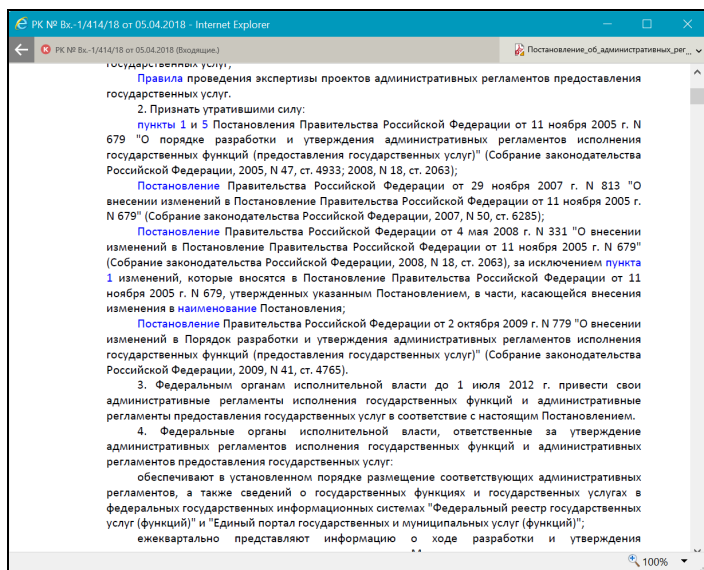 РК № Вх.-1/414/18 от 05.04.2018 - Internet Explorer
РК № Вх.-1/414/18 от 05.04.2018 (Входящие.)
Постановление_об_административных_рег...
государственных услуг;
Правила проведения экспертизы проектов административных регламентов предоставления
государственных услуг.
2. Признать утратившими силу:
пункты 1 и 5 Постановления Правительства Российской Федерации от 11 ноября 2005 г. N
679 "О порядке разработки и утверждения административных регламентов исполнения
государственных функций (предоставления государственных услуг)" (Собрание законодательства
Российской Федерации, 2005, N 47, ст. 4933; 2008, N 18, ст. 2063);
Постановление Правительства Российской Федерации от 29 ноября 2007 г. N 813 "О
внесении изменений в Постановление Правительства Российской Федерации от 11 ноября 2005 г.
N 679" (Собрание законодательства Российской Федерации, 2007, N 50, ст. 6285);
Постановление Правительства Российской Федерации от 4 мая 2008 г. N 331 "О внесении
изменений в Постановление Правительства Российской Федерации от 11 ноября 2005 г. N 679"
(Собрание законодательства Российской Федерации, 2008, N 18, ст. 2063), за исключением пункта
1 изменений, которые вносятся в Постановление Правительства Российской Федерации от 11
ноября 2005 г. N 679, утвержденных указанным Постановлением, в части, касающейся внесения
изменения в наименование Постановления;
Постановление Правительства Российской Федерации от 2 октября 2009 г. N 779 "О внесении
изменений в Порядок разработки и утверждения административных регламентов исполнения
государственных функций (предоставления государственных услуг)" (Собрание законодательства
Российской Федерации, 2009, N 41, ст. 4765).
3. Федеральным органам исполнительной власти до 1 июля 2012 г. привести свои
административные регламенты исполнения государственных функций и административные
регламенты предоставления государственных услуг в соответствие с настоящим Постановлением.
4. Федеральные органы исполнительной власти, ответственные за утверждение
административных регламентов исполнения государственных функций и административных
регламентов предоставления государственных услуг:
обеспечивают в установленном порядке размещение соответствующих административных
регламентов, а также сведений о государственных функциях и государственных услугах в
федеральных государственных информационных системах "Федеральный реестр государственных
услуг (функций)" и "Единый портал государственных и муниципальных услуг (функций)";
ежеквартально представляют информацию о ходе разработки и утверждения
100%